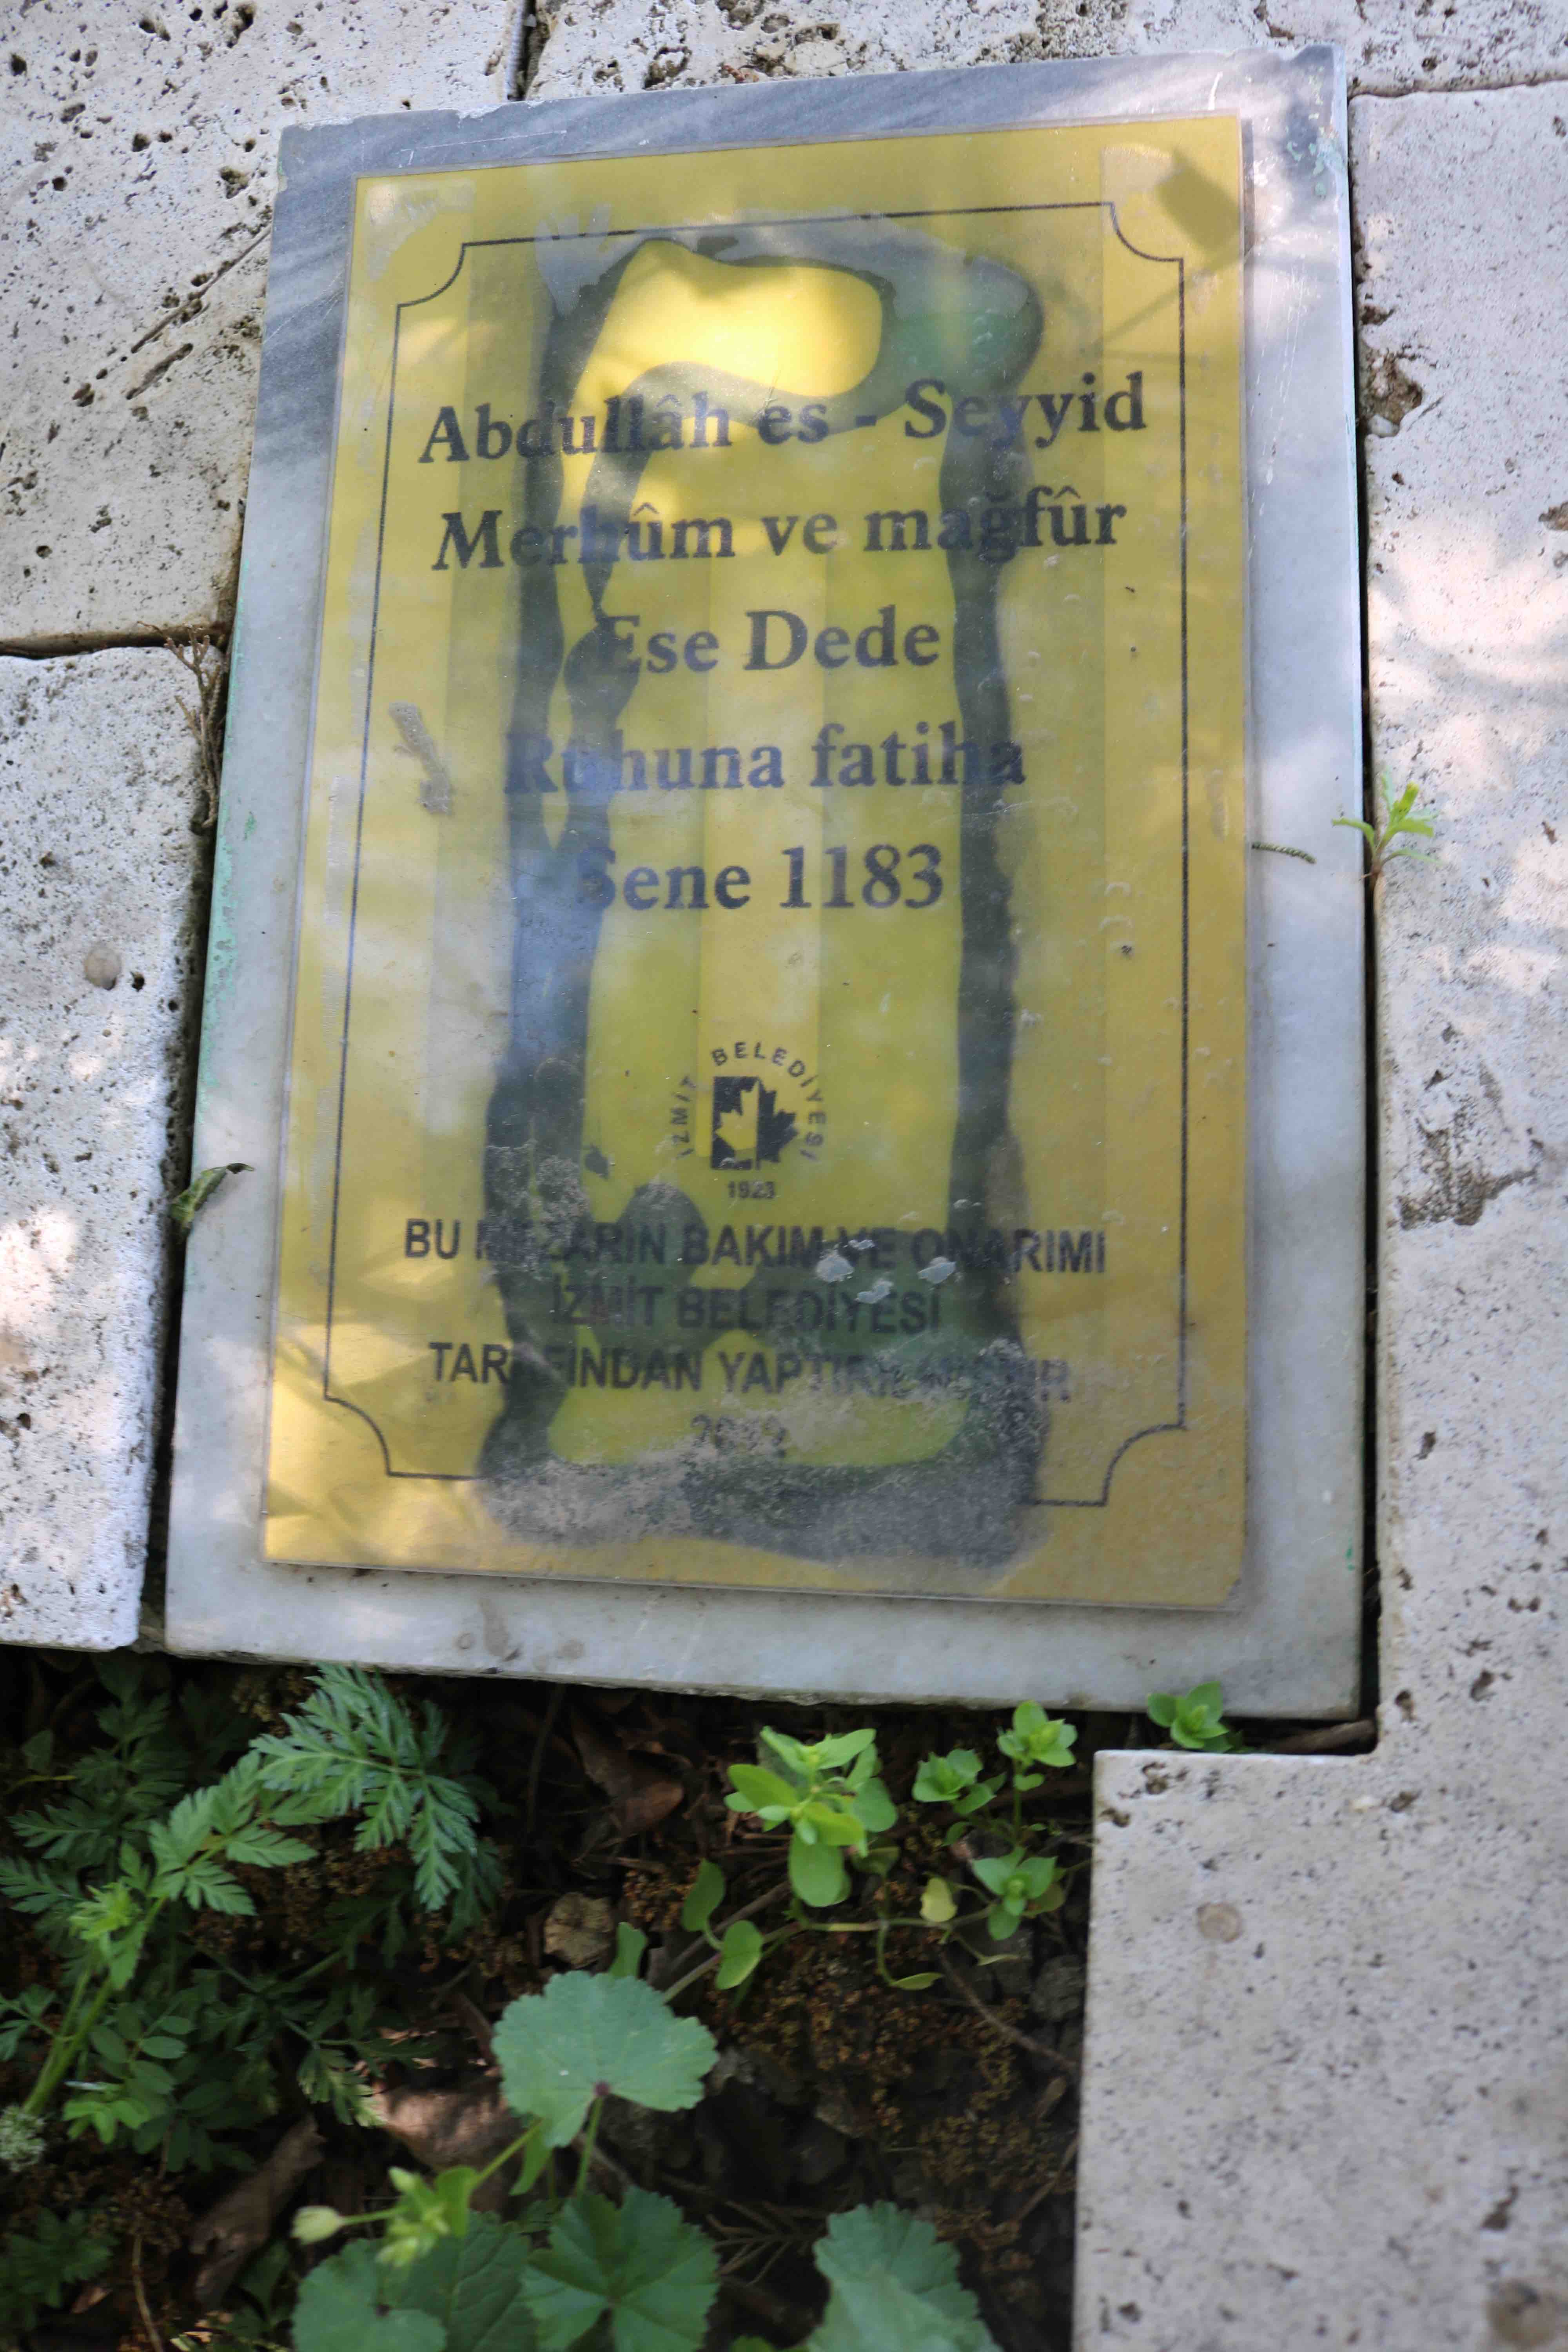 Abdullâh es - Seyyid
Merhûm ve mağfûr
Ese Dede
Ruhuna fatiha
Sene 1183
İZMİT BELEDİYESİ
1923
BU MEZARIN BAKIM VE ONARIMI
İZMİT BELEDİYESİ
TARAFINDAN YAPTIRILMIŞTIR